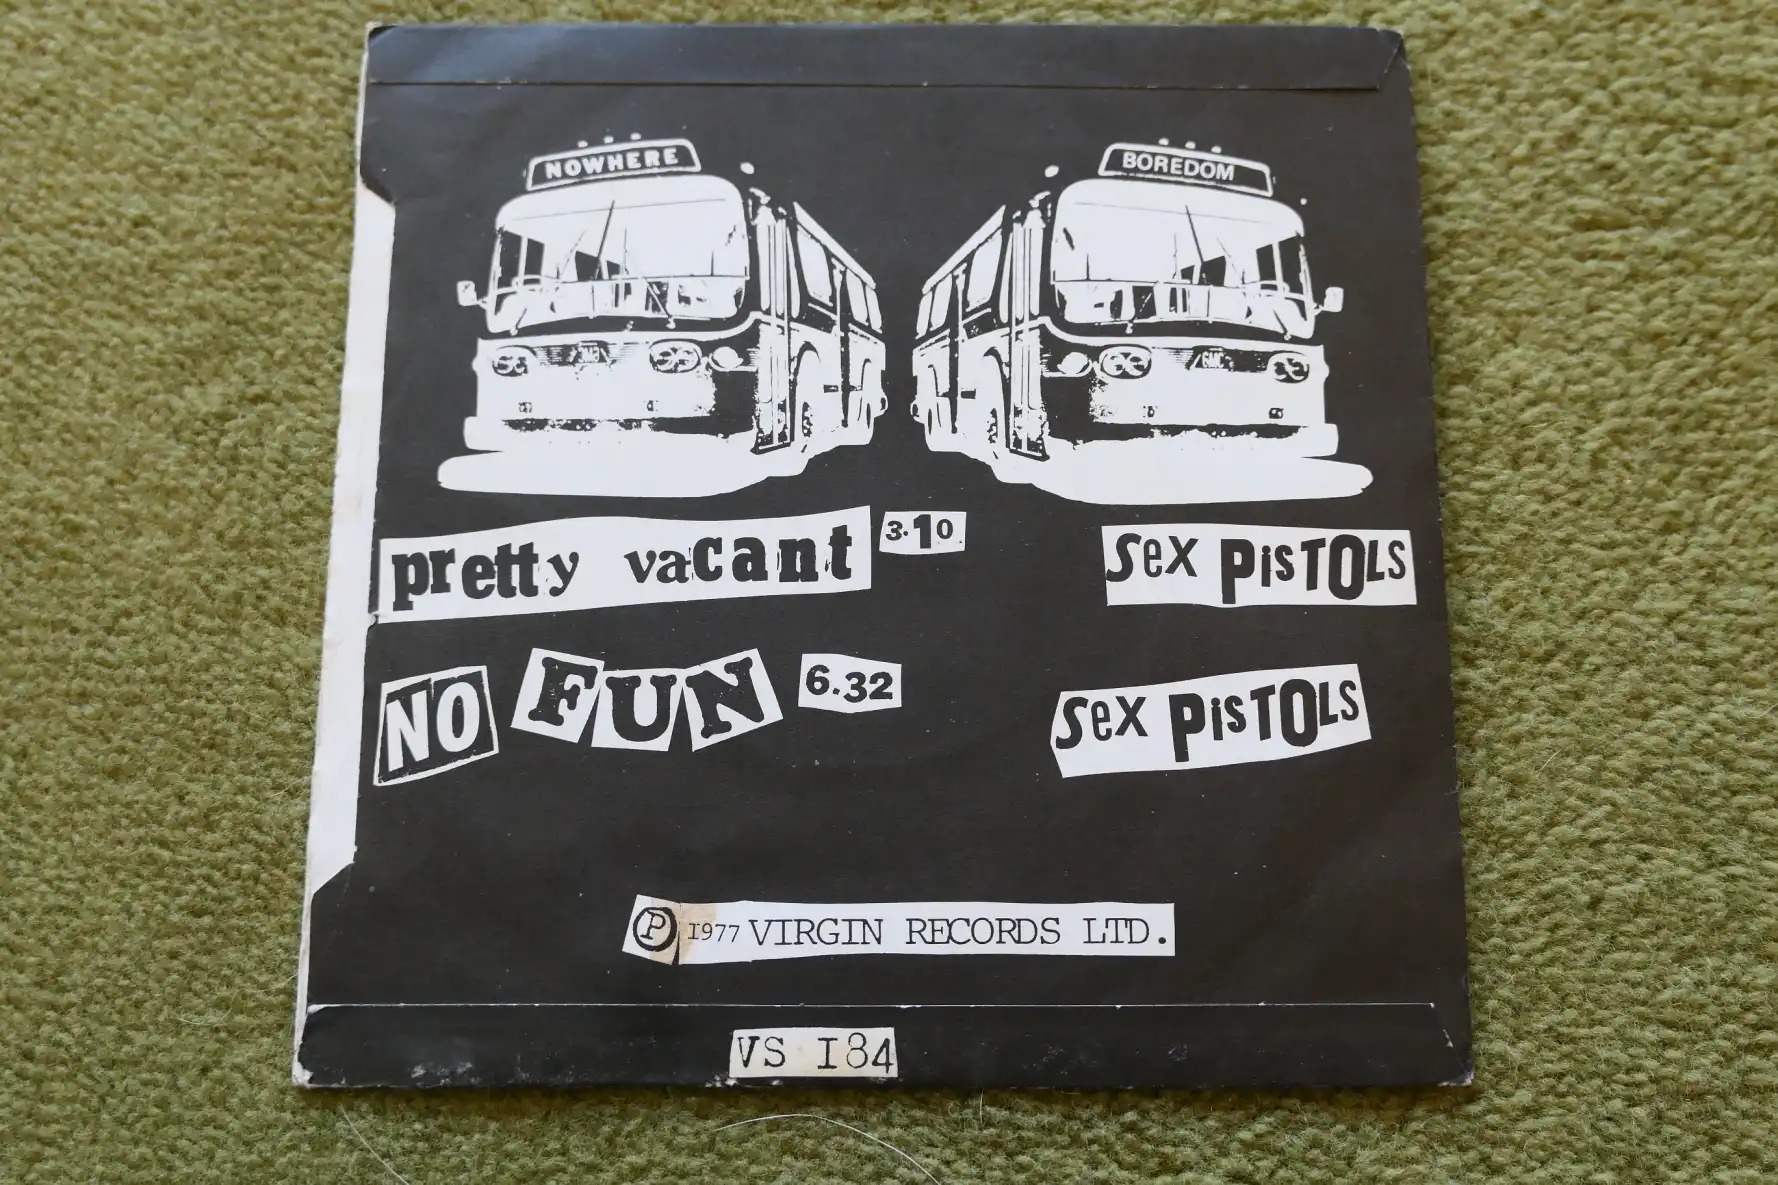 NOWHERE
BOREDOM
GMC
pretty vacant 3.10 Sex PisTOLS
NO FUN 6.32 Sex PisTOLS
Ⓟ 1977 VIRGIN RECORDS LTD.
VS 184